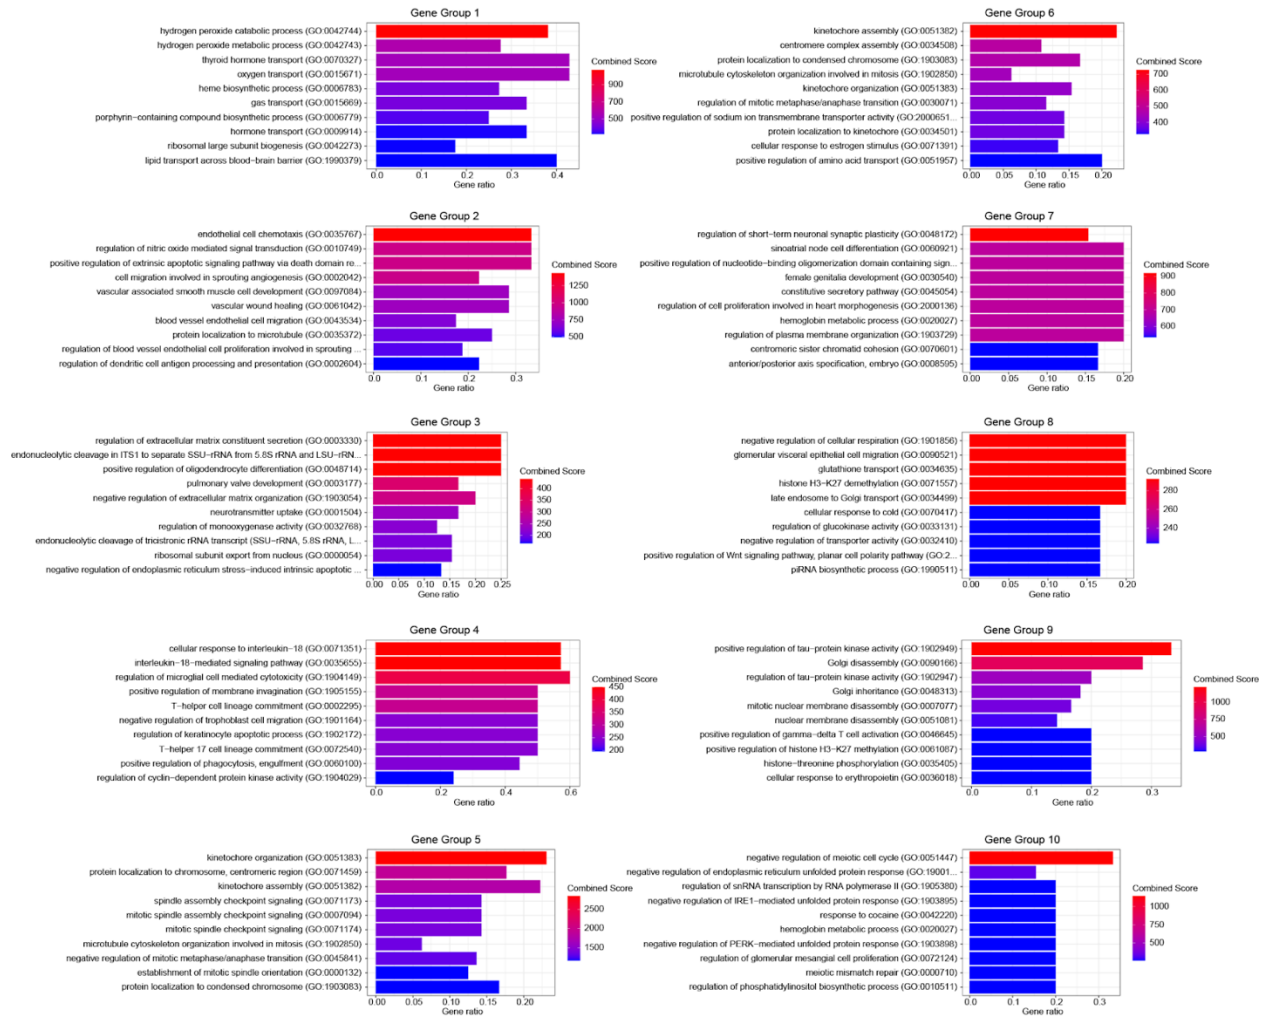 Gene Group 1
hydrogen peroxide catabolic process (GO:0042744)
hydrogen peroxide metabolic process (GO:0042743)
thyroid hormone transport (GO:0070327)
oxygen transport (GO:0015671)
heme biosynthetic process (GO:0006783)
gas transport (GO:0015669)
porphyrin−containing compound biosynthetic process (GO:0006779)
hormone transport (GO:0009914)
ribosomal large subunit biogenesis (GO:0042273)
lipid transport across blood−brain barrier (GO:1990379)
0.0 0.1 0.2 0.3 0.4
Gene ratio
Combined Score
900
700
500
Gene Group 2
endothelial cell chemotaxis (GO:0035767)
regulation of nitric oxide mediated signal transduction (GO:0010749)
positive regulation of extrinsic apoptotic signaling pathway via death domain re...
cell migration involved in sprouting angiogenesis (GO:0002042)
vascular associated smooth muscle cell development (GO:0097084)
vascular wound healing (GO:0061042)
blood vessel endothelial cell migration (GO:0043534)
protein localization to microtubule (GO:0035372)
regulation of blood vessel endothelial cell proliferation involved in sprouting ...
regulation of dendritic cell antigen processing and presentation (GO:0002604)
0.0 0.1 0.2 0.3
Gene ratio
Combined Score
1250
1000
750
500
Gene Group 3
regulation of extracellular matrix constituent secretion (GO:0003330)
endonucleolytic cleavage in ITS1 to separate SSU−rRNA from 5.8S rRNA and LSU−rRN...
positive regulation of oligodendrocyte differentiation (GO:0048714)
pulmonary valve development (GO:0003177)
negative regulation of extracellular matrix organization (GO:1903054)
neurotransmitter uptake (GO:0001504)
regulation of monooxygenase activity (GO:0032768)
endonucleolytic cleavage of tricistronic rRNA transcript (SSU−rRNA, 5.8S rRNA, L...
ribosomal subunit export from nucleus (GO:0000054)
negative regulation of endoplasmic reticulum stress−induced intrinsic apoptotic ...
0.00 0.05 0.10 0.15 0.20 0.25
Gene ratio
Combined Score
400
350
300
250
200
Gene Group 4
cellular response to interleukin−18 (GO:0071351)
interleukin−18−mediated signaling pathway (GO:0035655)
regulation of microglial cell mediated cytotoxicity (GO:1904149)
positive regulation of membrane invagination (GO:1905155)
T−helper cell lineage commitment (GO:0002295)
negative regulation of trophoblast cell migration (GO:1901164)
regulation of keratinocyte apoptotic process (GO:1902172)
T−helper 17 cell lineage commitment (GO:0072540)
positive regulation of phagocytosis, engulfment (GO:0060100)
regulation of cyclin−dependent protein kinase activity (GO:1904029)
0.0 0.2 0.4 0.6
Gene ratio
Combined Score
450
400
350
300
250
200
Gene Group 5
kinetochore organization (GO:0051383)
protein localization to chromosome, centromeric region (GO:0071459)
kinetochore assembly (GO:0051382)
spindle assembly checkpoint signaling (GO:0071173)
mitotic spindle assembly checkpoint signaling (GO:0007094)
mitotic spindle checkpoint signaling (GO:0071174)
microtubule cytoskeleton organization involved in mitosis (GO:1902850)
negative regulation of mitotic metaphase/anaphase transition (GO:0045841)
establishment of mitotic spindle orientation (GO:0000132)
protein localization to condensed chromosome (GO:1903083)
0.00 0.05 0.10 0.15 0.20
Gene ratio
Combined Score
2500
2000
1500
Gene Group 6
kinetochore assembly (GO:0051382)
centromere complex assembly (GO:0034508)
protein localization to condensed chromosome (GO:1903083)
microtubule cytoskeleton organization involved in mitosis (GO:1902850)
kinetochore organization (GO:0051383)
regulation of mitotic metaphase/anaphase transition (GO:0030071)
positive regulation of sodium ion transmembrane transporter activity (GO:2000651...
protein localization to kinetochore (GO:0034501)
cellular response to estrogen stimulus (GO:0071391)
positive regulation of amino acid transport (GO:0051957)
0.00 0.05 0.10 0.15 0.20
Gene ratio
Combined Score
700
600
500
400
Gene Group 7
regulation of short−term neuronal synaptic plasticity (GO:0048172)
sinoatrial node cell differentiation (GO:0060921)
positive regulation of nucleotide−binding oligomerization domain containing sign...
female genitalia development (GO:0030540)
constitutive secretory pathway (GO:0045054)
regulation of cell proliferation involved in heart morphogenesis (GO:2000136)
hemoglobin metabolic process (GO:0020027)
regulation of plasma membrane organization (GO:1903729)
centromeric sister chromatid cohesion (GO:0070601)
anterior/posterior axis specification, embryo (GO:0008595)
0.00 0.05 0.10 0.15 0.20
Gene ratio
Combined Score
900
800
700
600
Gene Group 8
negative regulation of cellular respiration (GO:1901856)
glomerular visceral epithelial cell migration (GO:0090521)
glutathione transport (GO:0034635)
histone H3−K27 demethylation (GO:0071557)
late endosome to Golgi transport (GO:0034499)
cellular response to cold (GO:0070417)
regulation of glucokinase activity (GO:0033131)
negative regulation of transporter activity (GO:0032410)
positive regulation of Wnt signaling pathway, planar cell polarity pathway (GO:2...
piRNA biosynthetic process (GO:1990511)
0.00 0.05 0.10 0.15 0.20
Gene ratio
Combined Score
280
260
240
Gene Group 9
positive regulation of tau−protein kinase activity (GO:1902949)
Golgi disassembly (GO:0090166)
regulation of tau−protein kinase activity (GO:1902947)
Golgi inheritance (GO:0048313)
mitotic nuclear membrane disassembly (GO:0007077)
nuclear membrane disassembly (GO:0051081)
positive regulation of gamma−delta T cell activation (GO:0046645)
positive regulation of histone H3−K27 methylation (GO:0061087)
histone−threonine phosphorylation (GO:0035405)
cellular response to erythropoietin (GO:0036018)
0.0 0.1 0.2 0.3
Gene ratio
Combined Score
1000
750
500
Gene Group 10
negative regulation of meiotic cell cycle (GO:0051447)
negative regulation of endoplasmic reticulum unfolded protein response (GO:19001...
regulation of snRNA transcription by RNA polymerase II (GO:1905380)
negative regulation of IRE1−mediated unfolded protein response (GO:1903895)
response to cocaine (GO:0042220)
hemoglobin metabolic process (GO:0020027)
negative regulation of PERK−mediated unfolded protein response (GO:1903898)
regulation of glomerular mesangial cell proliferation (GO:0072124)
meiotic mismatch repair (GO:0000710)
regulation of phosphatidylinositol biosynthetic process (GO:0010511)
0.0 0.1 0.2 0.3
Gene ratio
Combined Score
1000
750
500